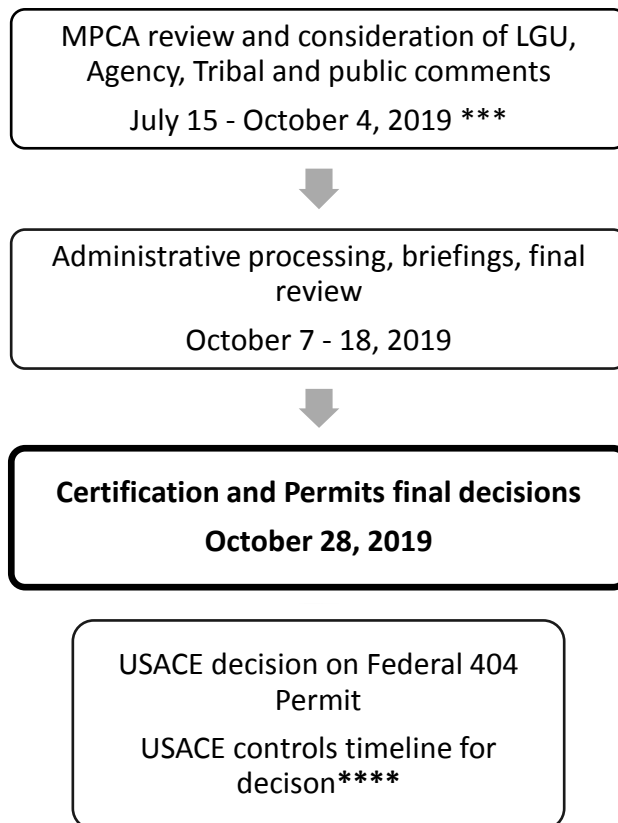 MPCA review and consideration of LGU,
Agency, Tribal and public comments
July 15 - October 4, 2019 ***
Administrative processing, briefings, final
review
October 7 - 18, 2019
Certification and Permits final decisions
October 28, 2019
USACE decision on Federal 404
Permit
USACE controls timeline for
decison****